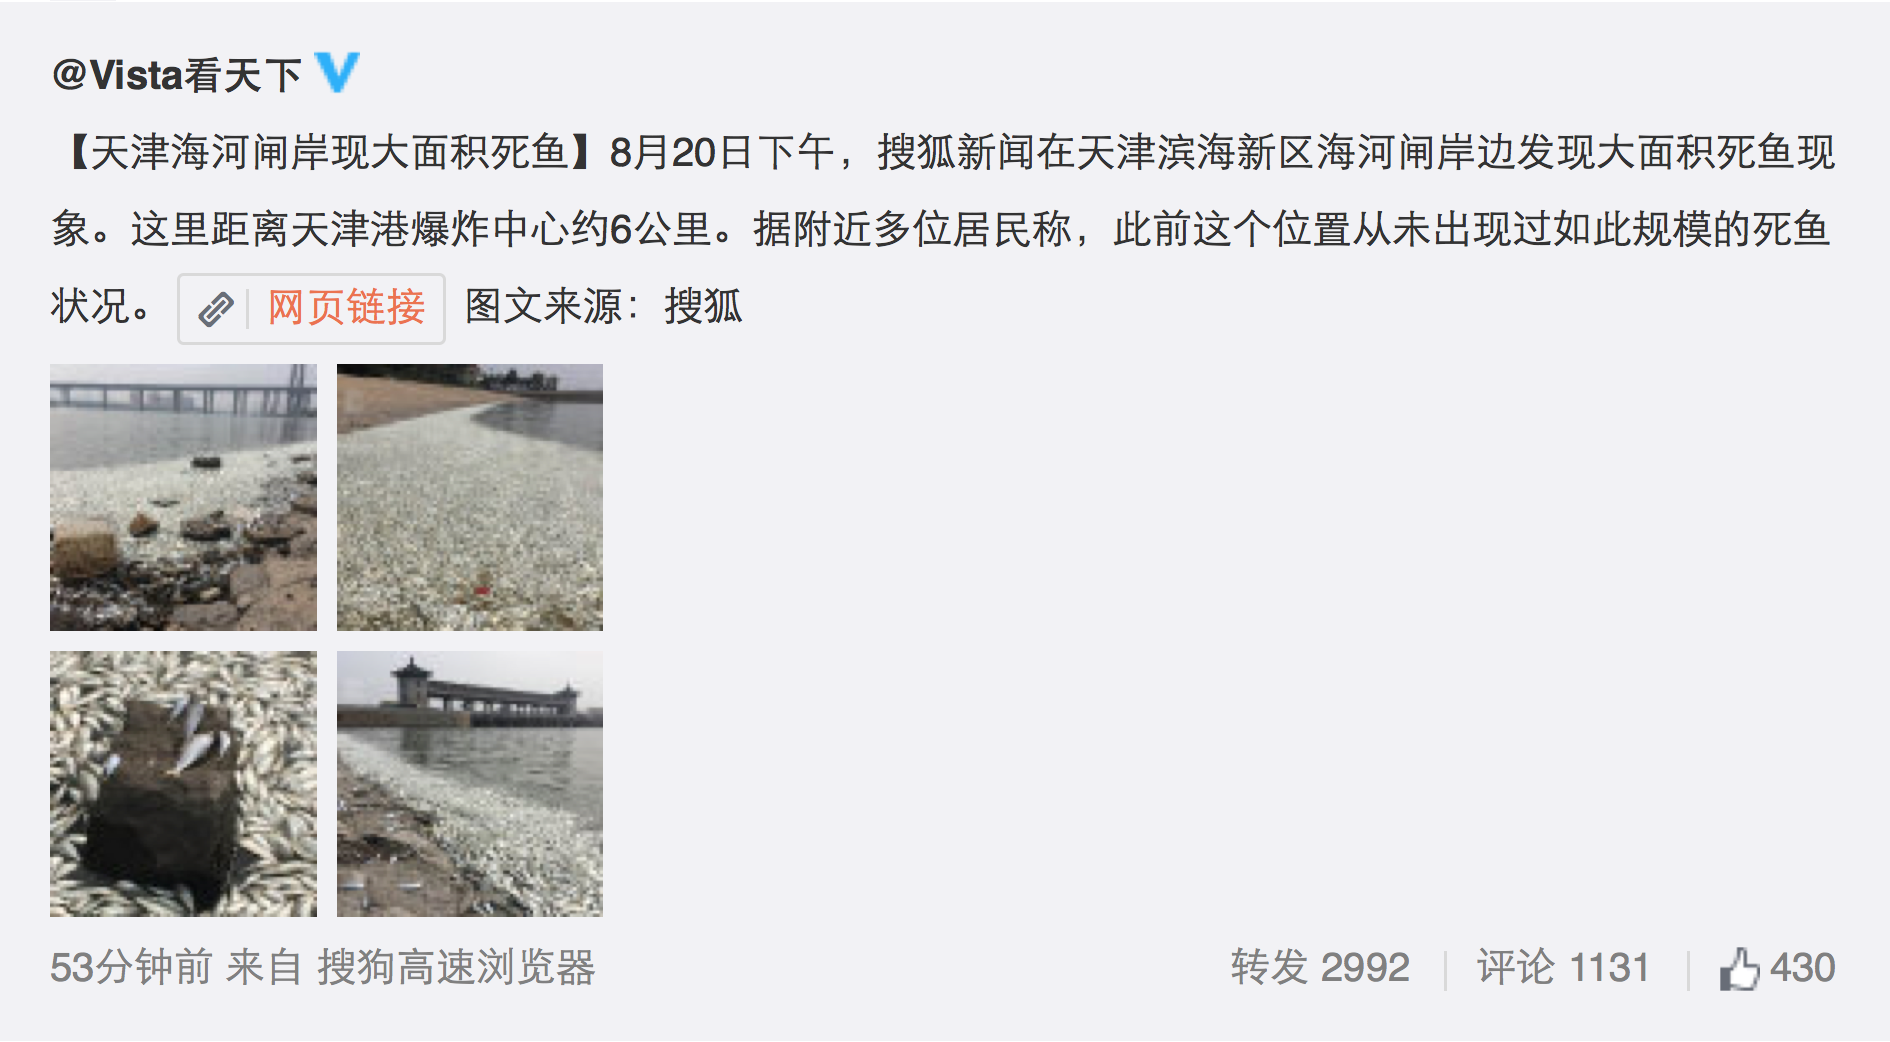 @Vista看天下
【天津海河闸岸现大面积死鱼】8月20日下午，搜狐新闻在天津滨海新区海河闸岸边发现大面积死鱼现
象。这里距离天津港爆炸中心约6公里。据附近多位居民称，此前这个位置从未出现过如此规模的死鱼
状况。 网页链接 图文来源：搜狐
53分钟前 来自 搜狗高速浏览器 转发 2992 评论 1131 430